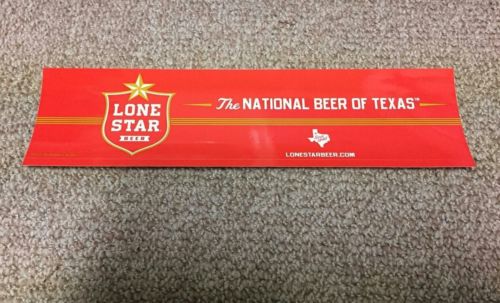 LONE
STAR
BEER
The NATIONAL BEER OF TEXAS™
LONESTARBEER.COM